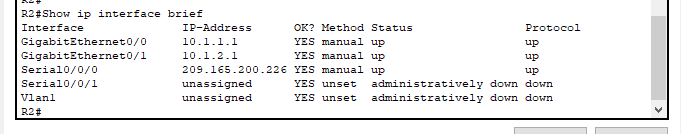 R2#
R2#Show ip interface brief
Interface              IP-Address      OK? Method Status                Protocol
GigabitEthernet0/0     10.1.1.1        YES manual up                    up
GigabitEthernet0/1     10.1.2.1        YES manual up                    up
Serial0/0/0            209.165.200.226 YES manual up                    up
Serial0/0/1            unassigned      YES unset  administratively down down
Vlan1                  unassigned      YES unset  administratively down down
R2#